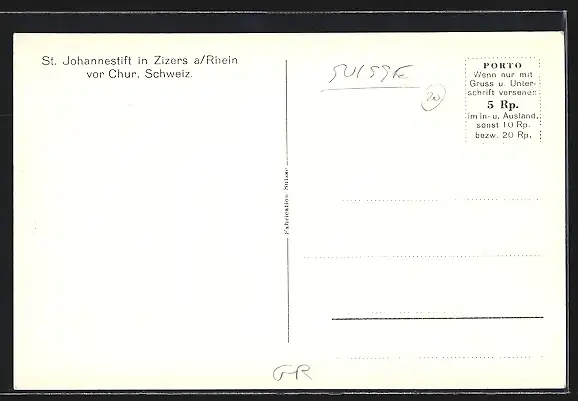 St. Johannestift in Zizers a/Rhein
vor Chur, Schweiz.
SUISSE
20
PORTO
Wenn nur mit
Gruss u. Unter-
schrift versehen
5 Rp.
im in- u. Ausland,
sonst 10 Rp.
bezw. 20 Rp.
Fabrication Suisse
GR